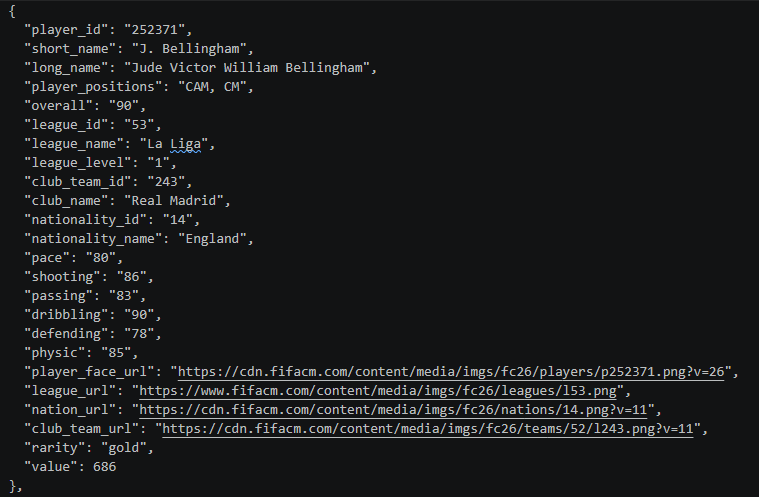 {
"player_id": "252371",
"short_name": "J. Bellingham",
"long_name": "Jude Victor William Bellingham",
"player_positions": "CAM, CM",
"overall": "90",
"league_id": "53",
"league_name": "La Liga",
"league_level": "1",
"club_team_id": "243",
"club_name": "Real Madrid",
"nationality_id": "14",
"nationality_name": "England",
"pace": "80",
"shooting": "86",
"passing": "83",
"dribbling": "90",
"defending": "78",
"physic": "85",
"player_face_url": "https://cdn.fifacm.com/content/media/imgs/fc26/players/p252371.png?v=26",
"league_url": "https://www.fifacm.com/content/media/imgs/fc26/leagues/l53.png",
"nation_url": "https://cdn.fifacm.com/content/media/imgs/fc26/nations/14.png?v=11",
"club_team_url": "https://cdn.fifacm.com/content/media/imgs/fc26/teams/52/l243.png?v=11",
"rarity": "gold",
"value": 686
},